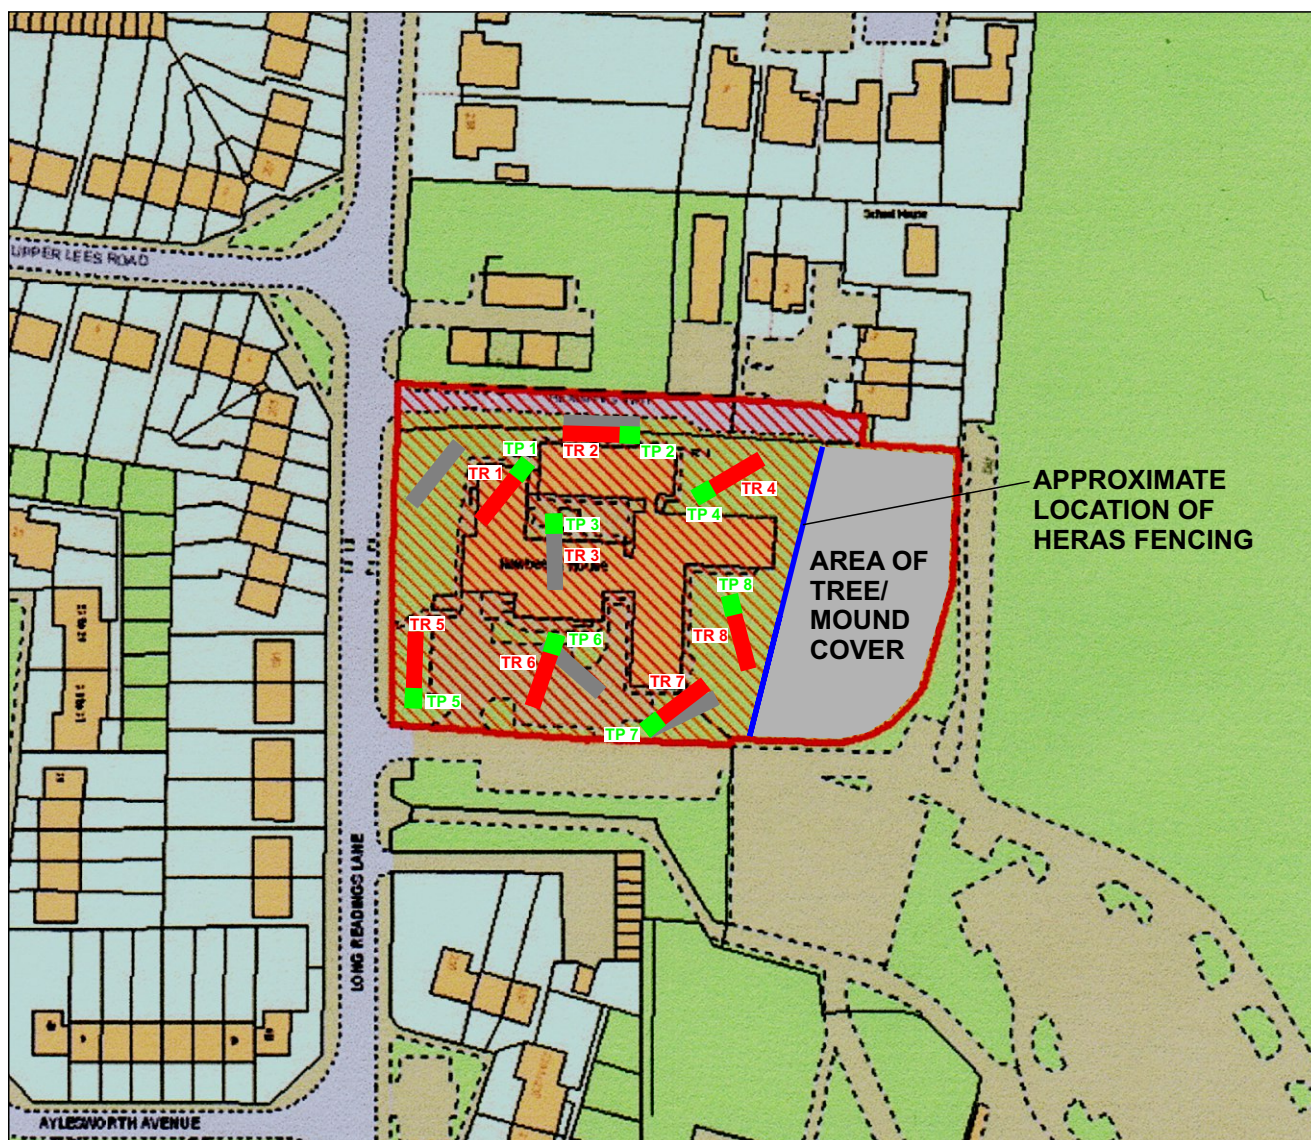 School House
UPPER LEES ROAD
TP 1
TR 2
TP 2
TR 1
TR 4
TP 4
TP 3
TR 3
APPROXIMATE
LOCATION OF
HERAS FENCING
AREA OF
TREE/
MOUND
COVER
TP 8
TR 5
TR 8
TP 6
TR 6
TR 7
TP 5
TP 7
LONG READINGS LANE
AYLESWORTH AVENUE